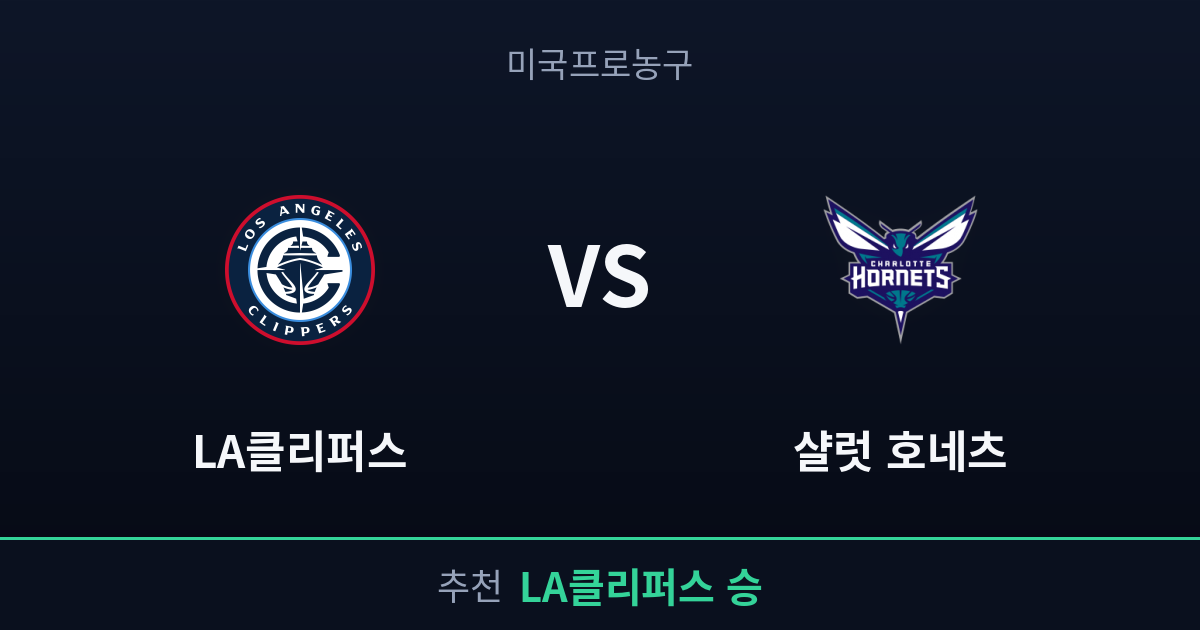 미국프로농구
LOS ANGELES
CLIPPERS
VS
CHARLOTTE
HORNETS
LA클리퍼스
샬럿 호네츠
추천 LA클리퍼스 승